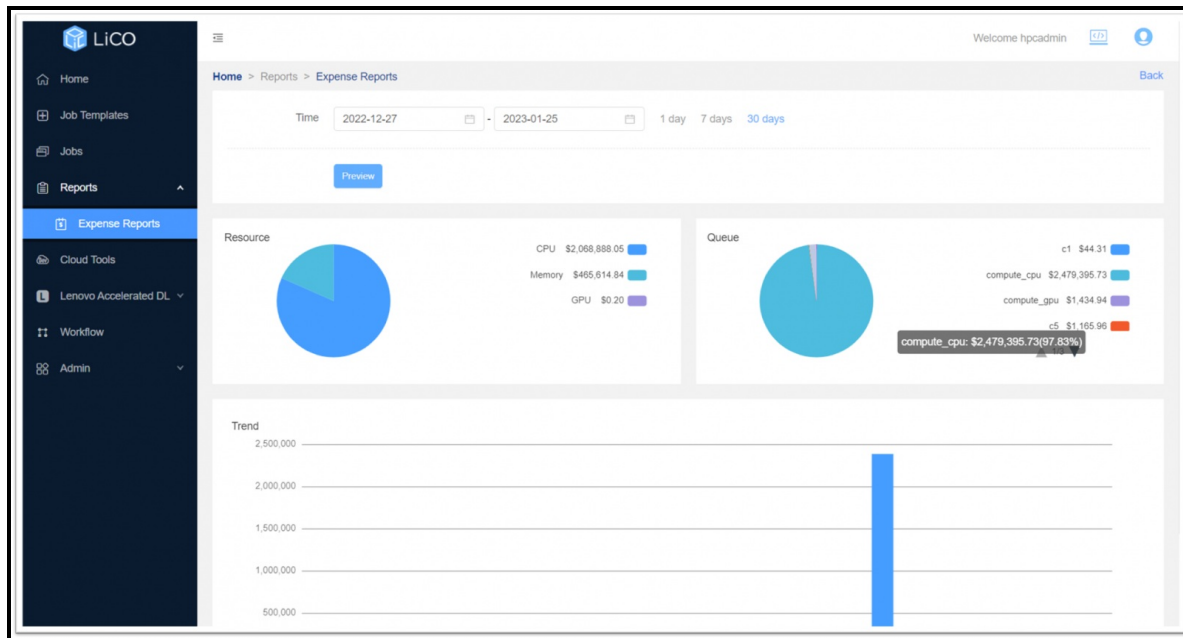 LiCO
Welcome hpcadmin
Home
Job Templates
Jobs
Reports
Expense Reports
Cloud Tools
Lenovo Accelerated DL
Workflow
Admin
Home > Reports > Expense Reports
Back
Time 2022-12-27 - 2023-01-25 1 day 7 days 30 days
Preview
Resource
CPU $2,068,888.05
Memory $465,614.84
GPU $0.20
Queue
c1 $44.31
compute_cpu $2,479,395.73
compute_gpu $1,434.94
c5 $1,165.96
compute_cpu: $2,479,395.73(97.83%)
Trend
2,500,000
2,000,000
1,500,000
1,000,000
500,000